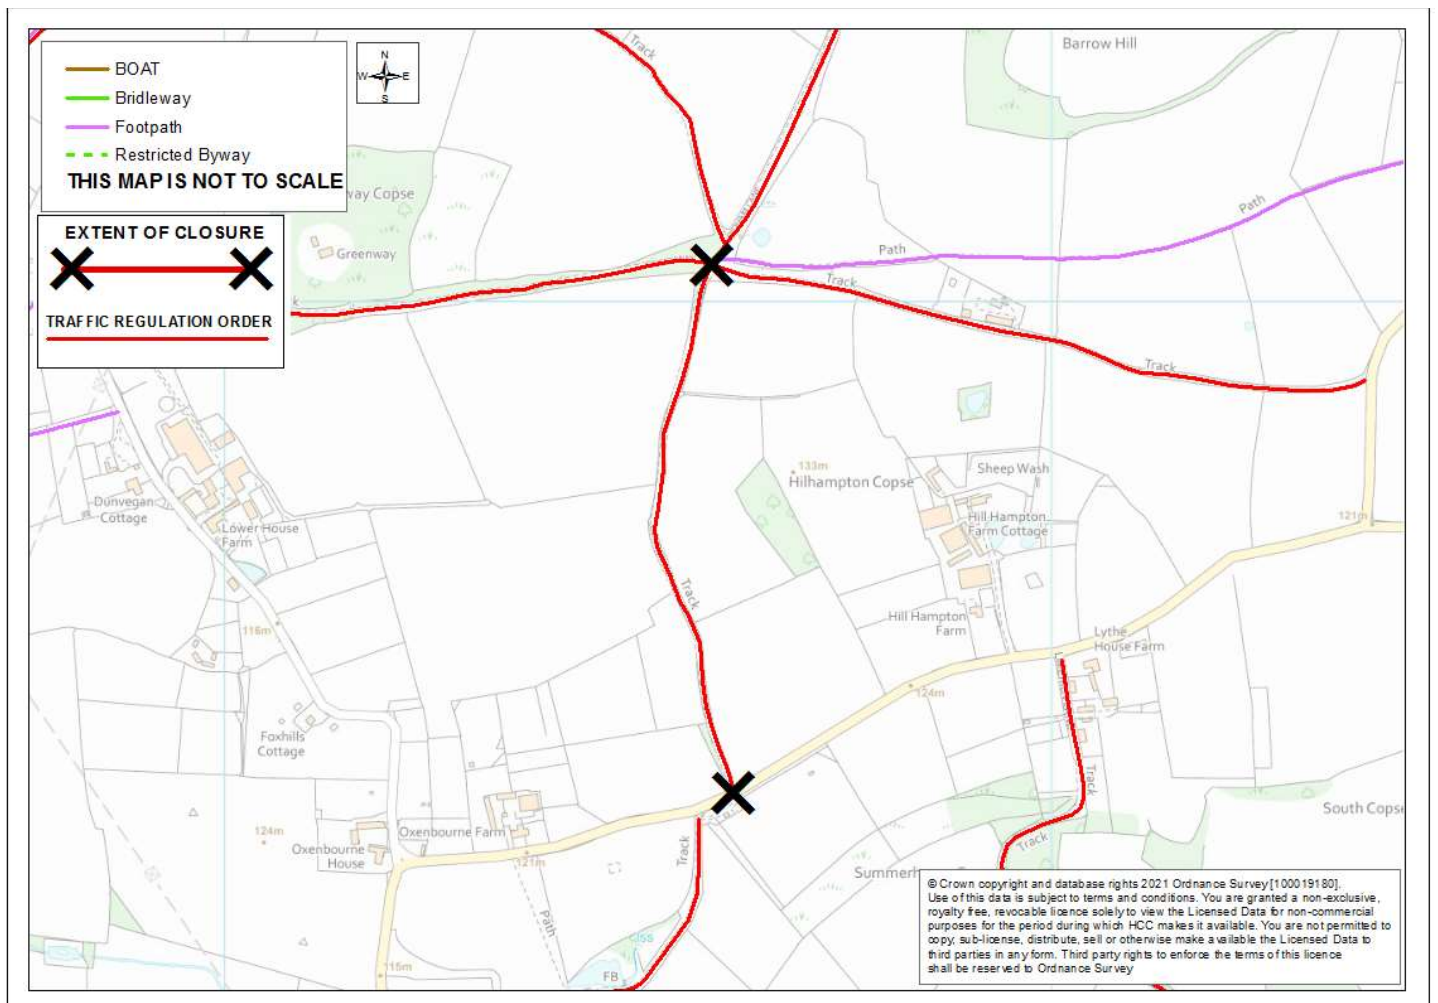 BOAT
Bridleway
Footpath
Restricted Byway
THIS MAP IS NOT TO SCALE
N
W E
S
EXTENT OF CLOSURE
TRAFFIC REGULATION ORDER
Track
Barrow Hill
way Copse
Greenway
Path
Path
Track
Track
133m
Hilhampton Copse
Sheep Wash
Hill Hampton
Farm Cottage
121m
Dunvegan
Cottage
Lower House
Farm
Track
Hill Hampton
Farm
Lythe
House Farm
116m
124m
Foxhills
Cottage
Track
South Copse
124m
Oxenbourne Farm
Oxenbourne
House
121m
Track
Track
Path
115m
FB
© Crown copyright and database rights 2021 Ordnance Survey [100019180].
Use of this data is subject to terms and conditions. You are granted a non-exclusive,
royalty free, revocable licence solely to view the Licensed Data for non-commercial
purposes for the period during which HCC makes it available. You are not permitted to
copy, sub-license, distribute, sell or otherwise make available the Licensed Data to
third parties in any form. Third party rights to enforce the terms of this licence
shall be reserved to Ordnance Survey